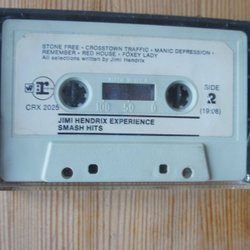 STONE FREE - CROSSTOWN TRAFFIC - MANIC DEPRESSION -
REMEMBER - RED HOUSE - FOXEY LADY
All selections written by Jimi Hendrix
SIDE
CRX 2025
100 50 0
2
(19:08)
JIMI HENDRIX EXPERIENCE
SMASH HITS